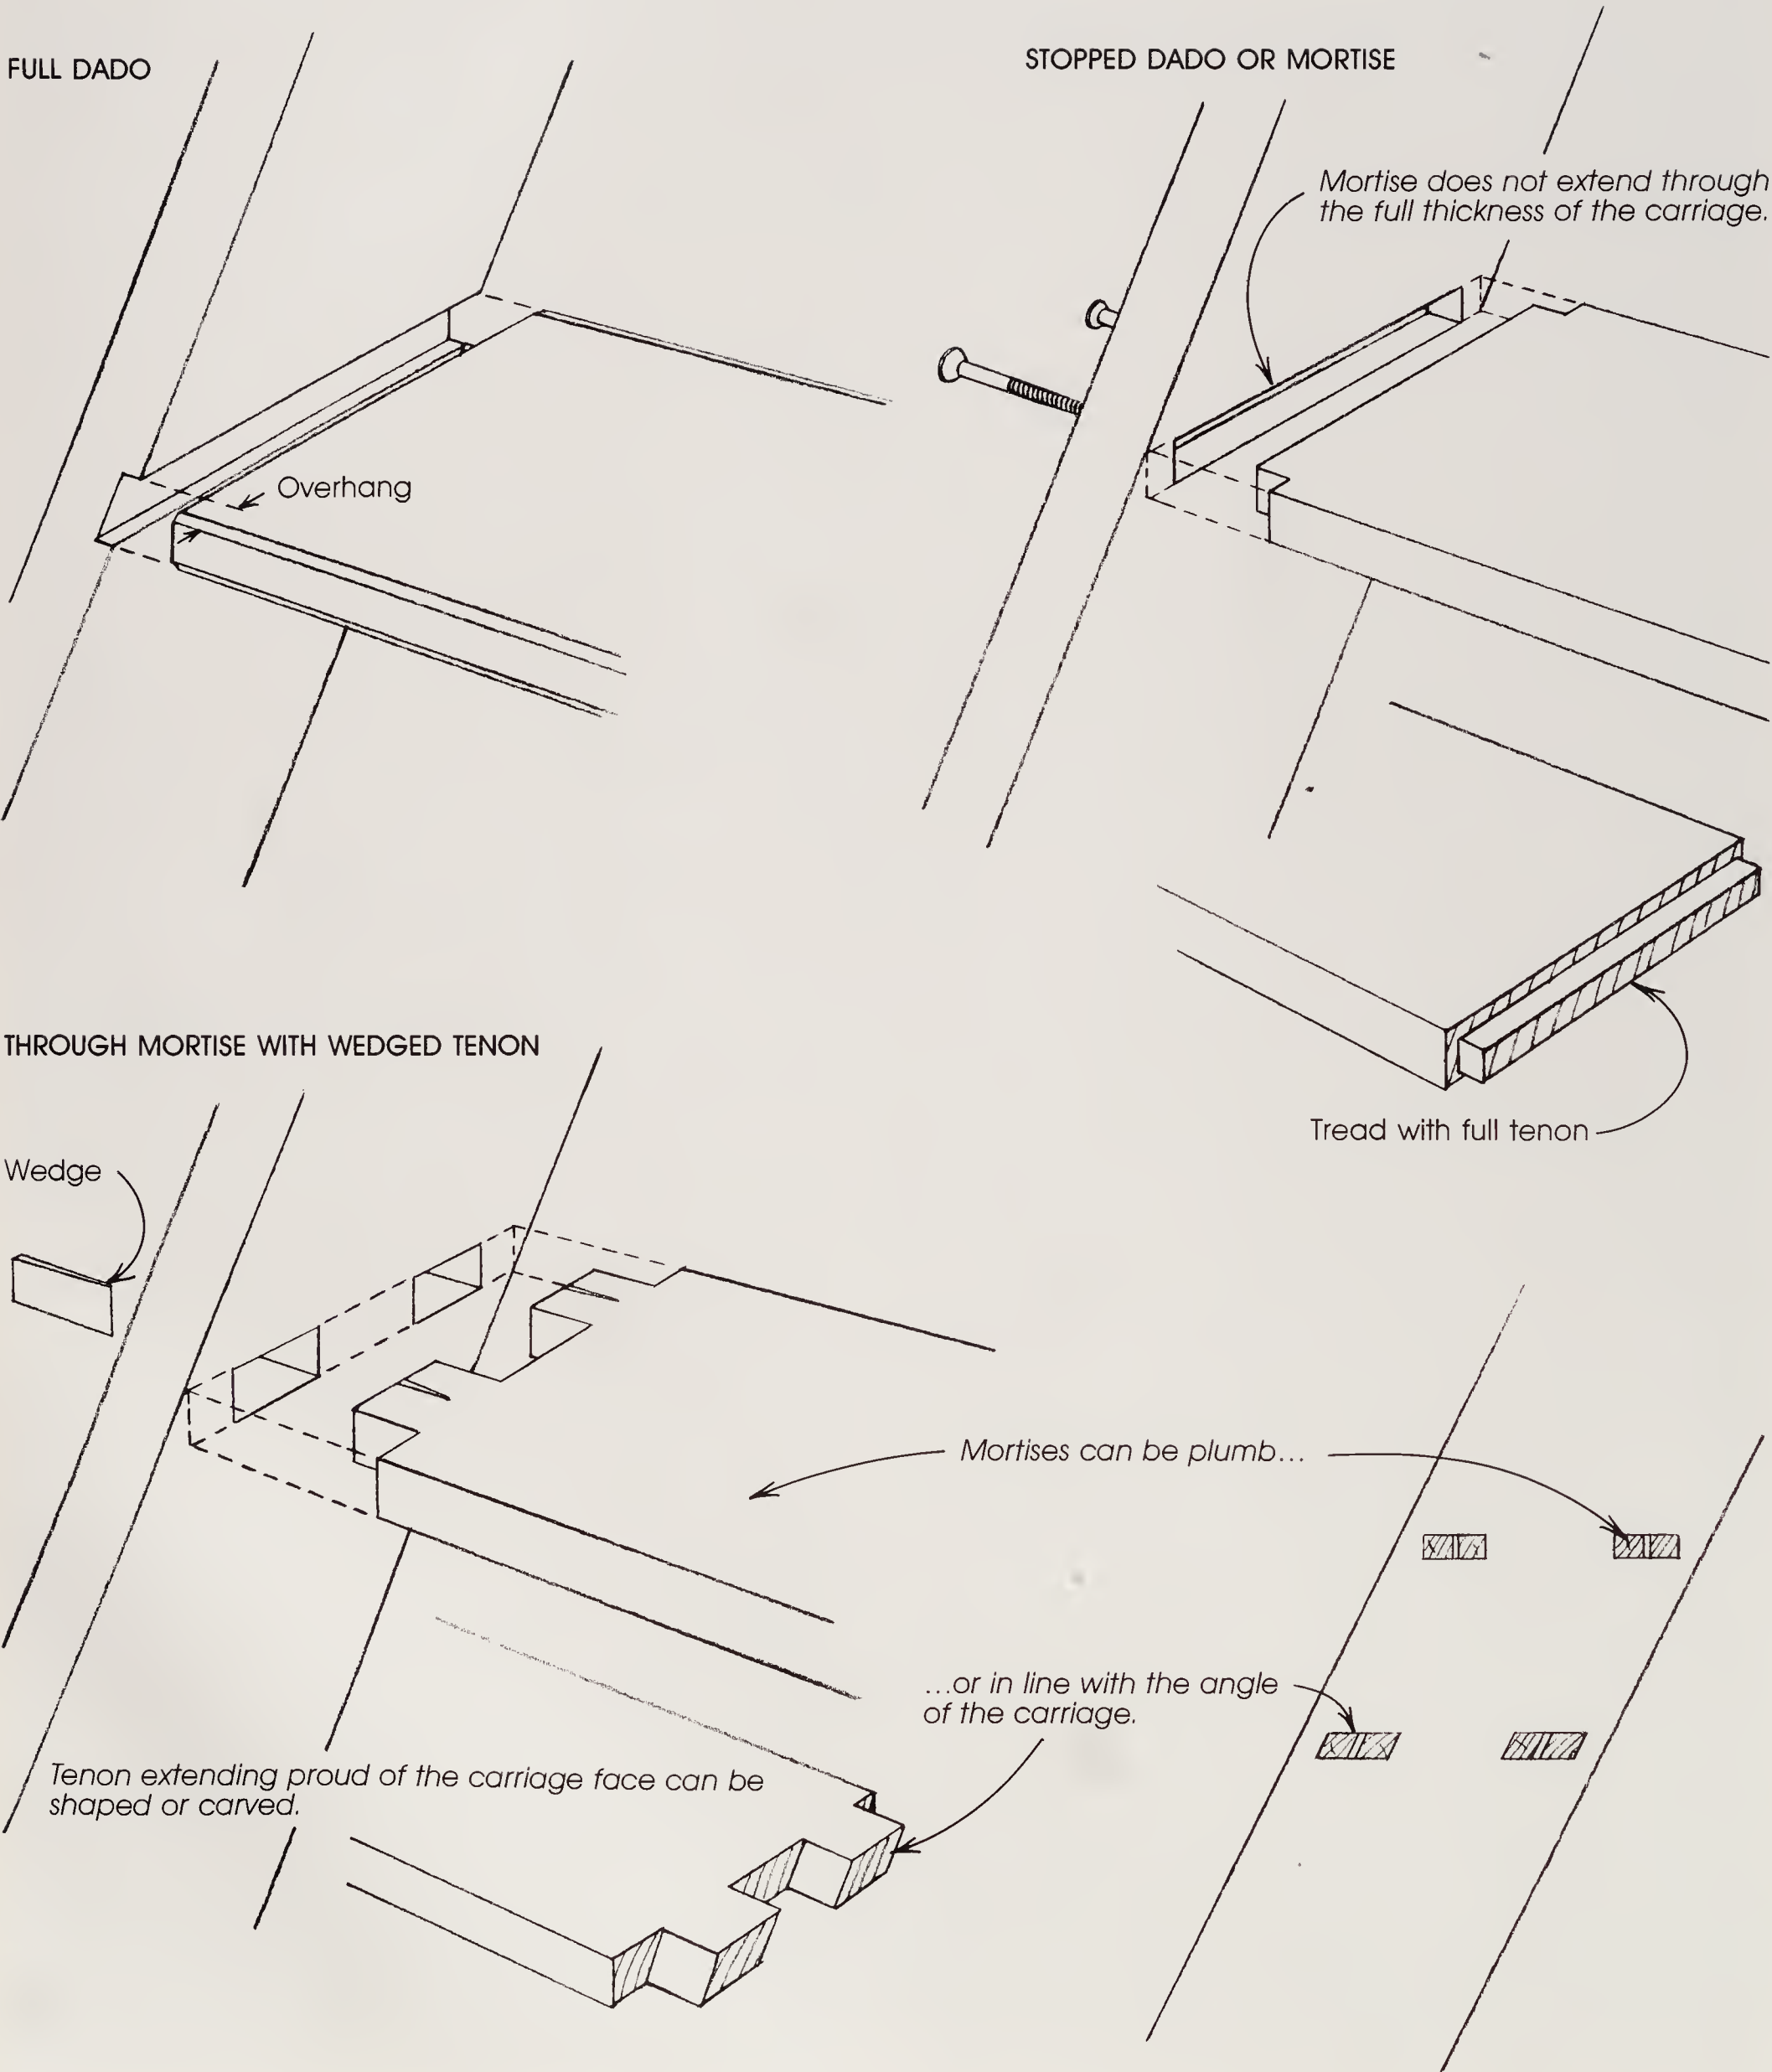 FULL DADO
Overhang
STOPPED DADO OR MORTISE
Mortise does not extend through
the full thickness of the carriage.
Tread with full tenon
THROUGH MORTISE WITH WEDGED TENON
Wedge
Mortises can be plumb...
...or in line with the angle
of the carriage.
Tenon extending proud of the carriage face can be
shaped or carved.